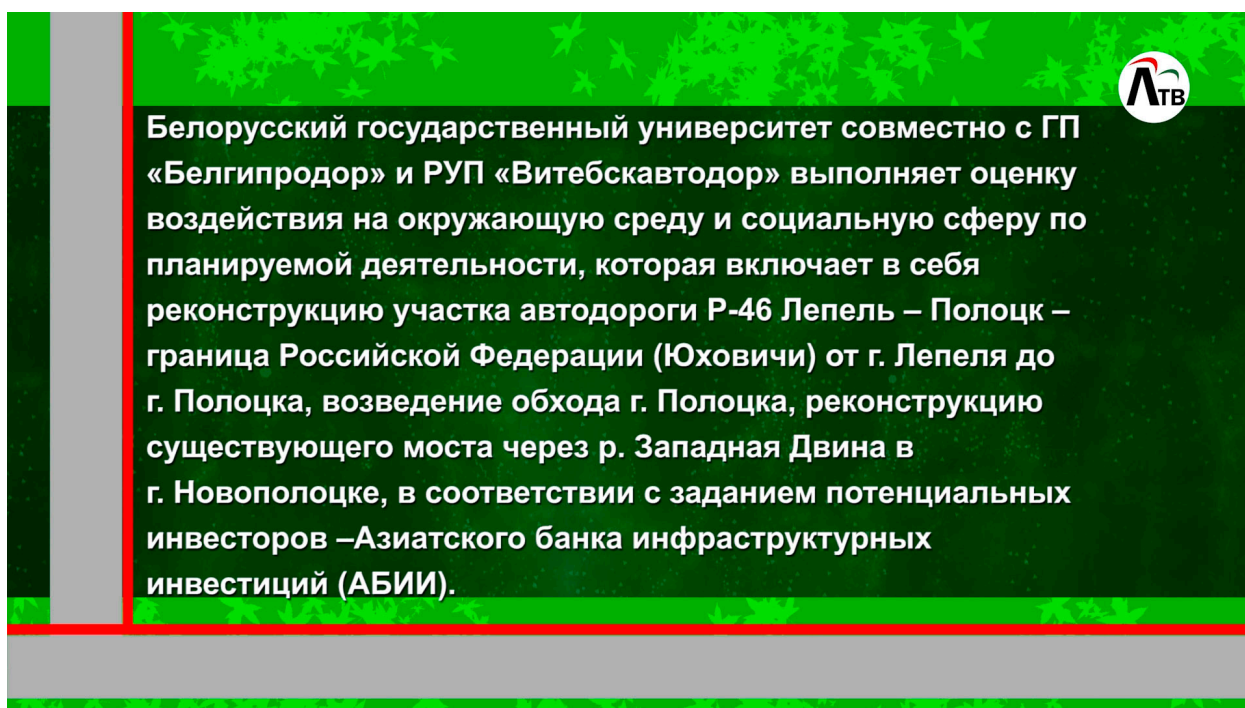 ЛТВ
Белорусский государственный университет совместно с ГП
«Белгипродор» и РУП «Витебскавтодор» выполняет оценку
воздействия на окружающую среду и социальную сферу по
планируемой деятельности, которая включает в себя
реконструкцию участка автодороги Р-46 Лепель – Полоцк –
граница Российской Федерации (Юховичи) от г. Лепеля до
г. Полоцка, возведение обхода г. Полоцка, реконструкцию
существующего моста через р. Западная Двина в
г. Новополоцке, в соответствии с заданием потенциальных
инвесторов –Азиатского банка инфраструктурных
инвестиций (АБИИ).